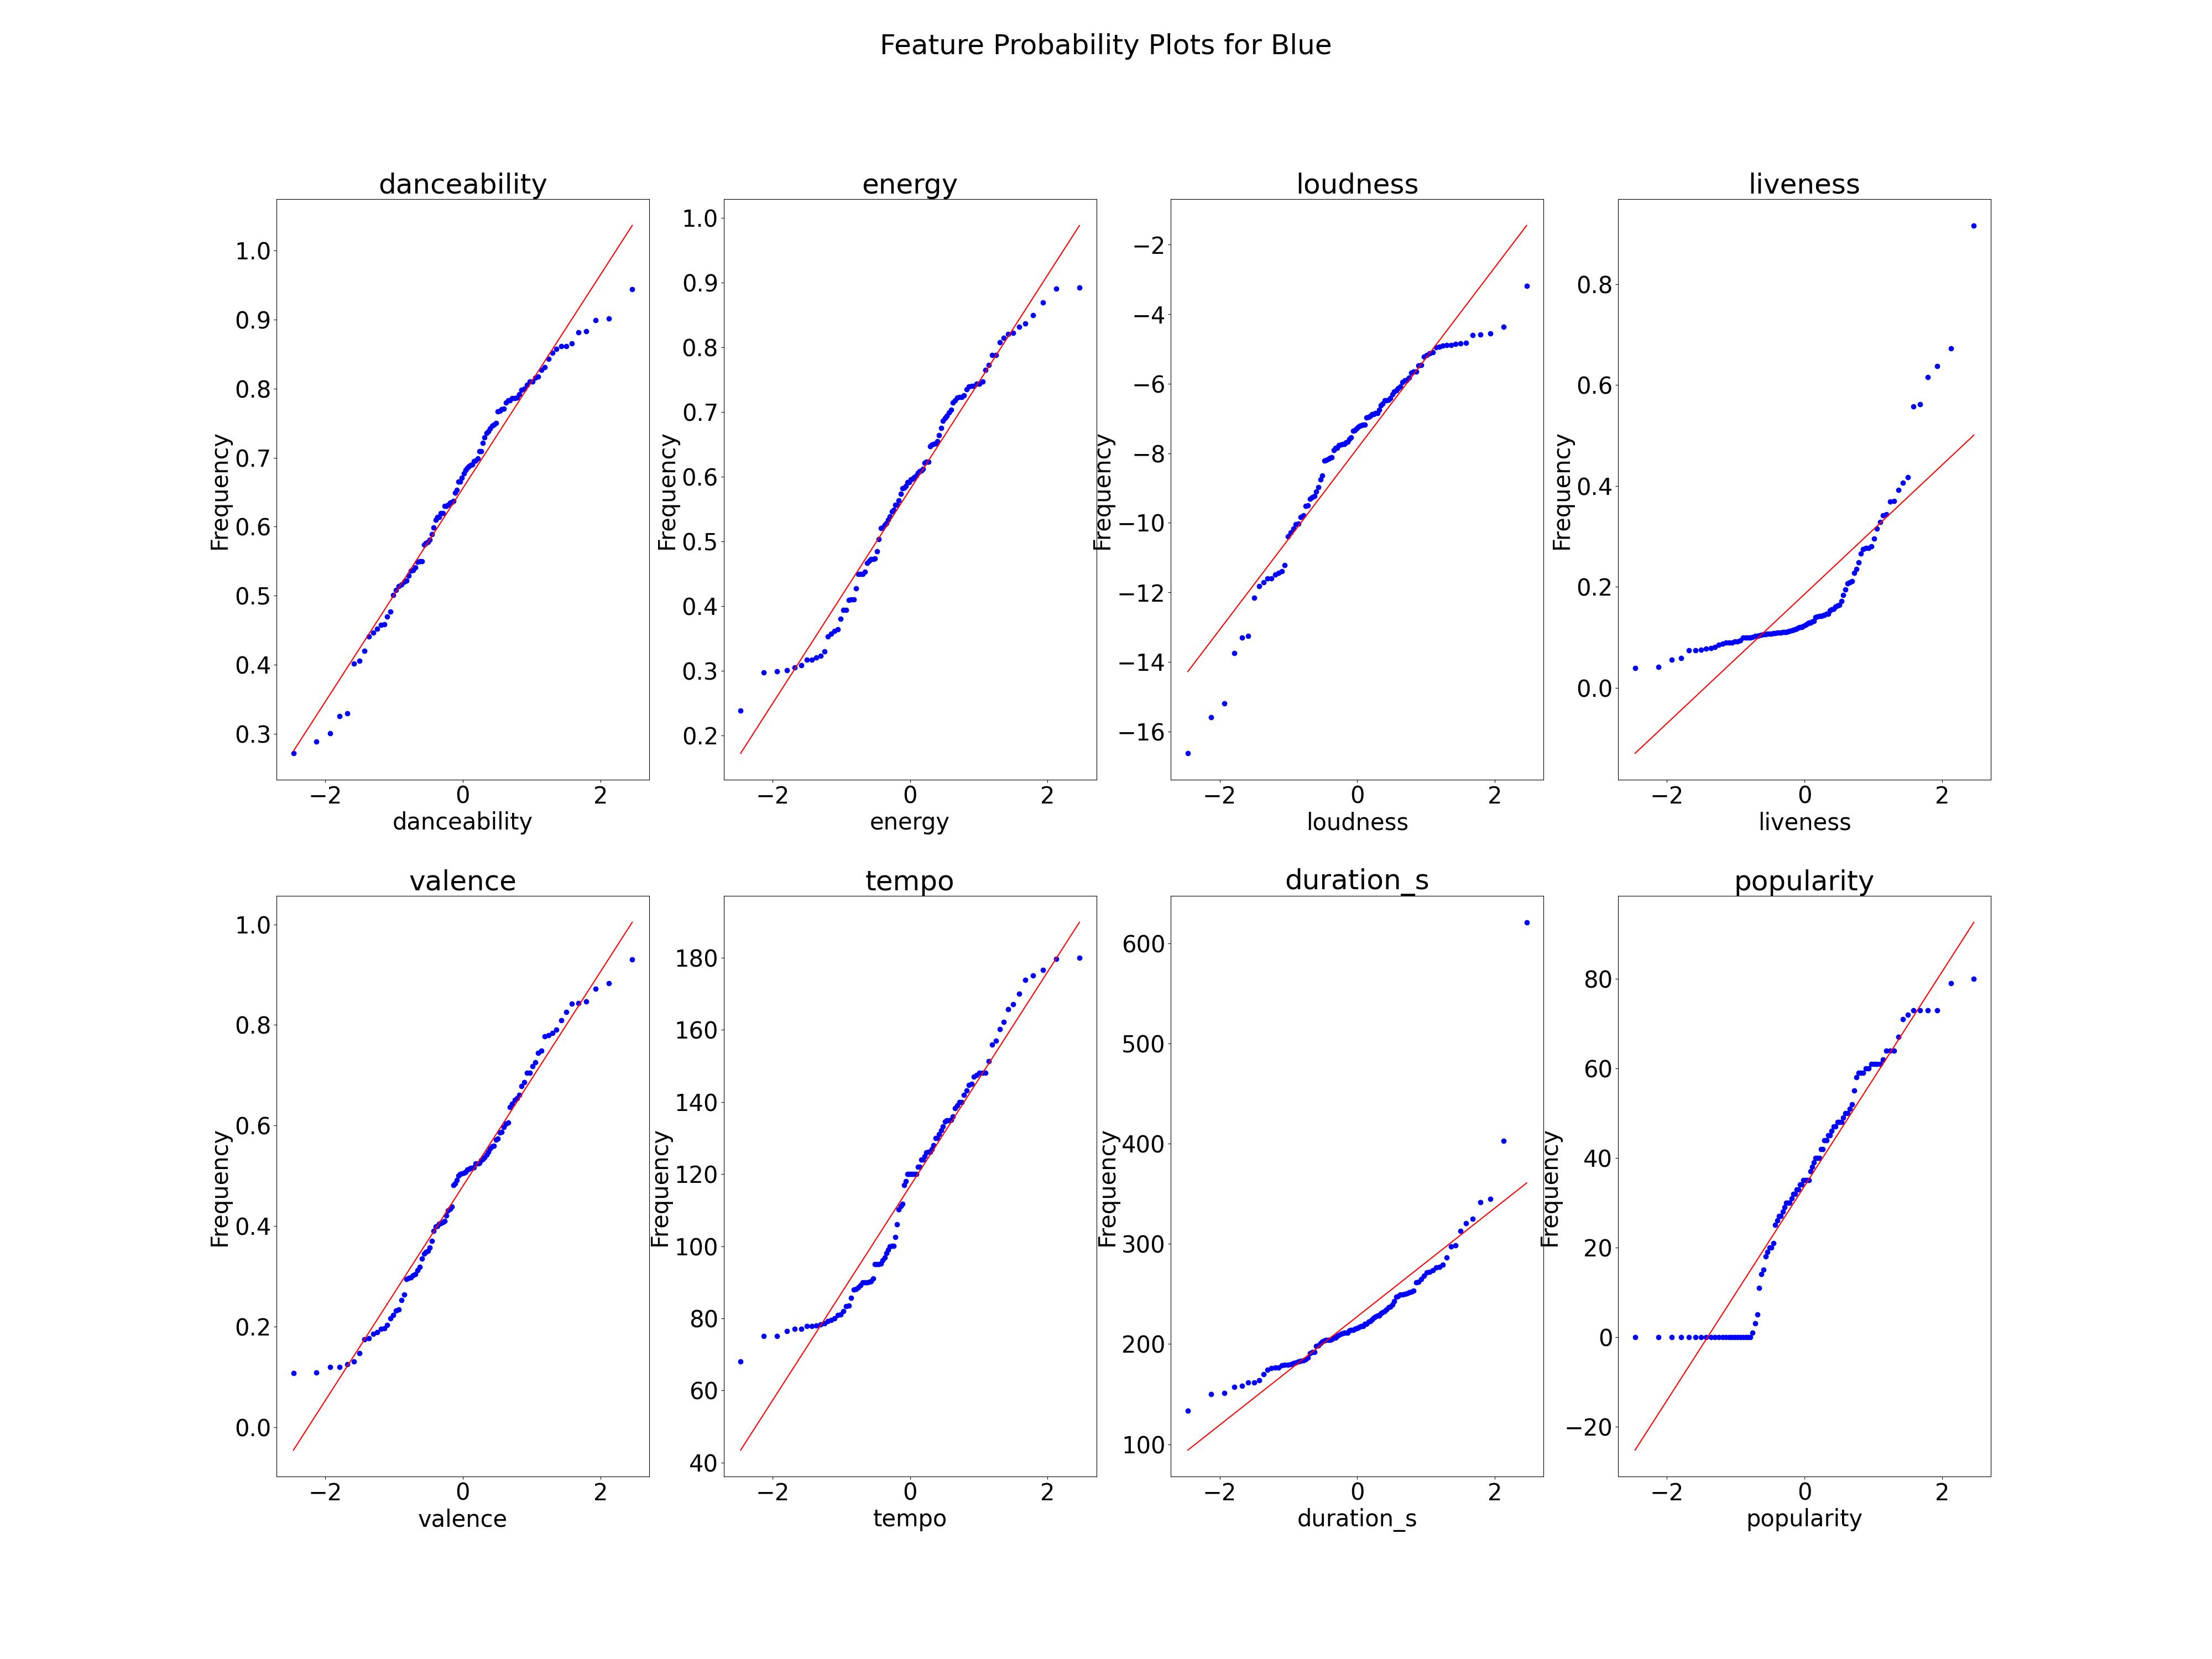 Feature Probability Plots for Blue
danceability
Frequency
1.0
0.9
0.8
0.7
0.6
0.5
0.4
0.3
−2 0 2
danceability
energy
Frequency
1.0
0.9
0.8
0.7
0.6
0.5
0.4
0.3
0.2
−2 0 2
energy
loudness
Frequency
−2
−4
−6
−8
−10
−12
−14
−16
−2 0 2
loudness
liveness
Frequency
0.8
0.6
0.4
0.2
0.0
−2 0 2
liveness
valence
Frequency
1.0
0.8
0.6
0.4
0.2
0.0
−2 0 2
valence
tempo
Frequency
180
160
140
120
100
80
60
40
−2 0 2
tempo
duration_s
Frequency
600
500
400
300
200
100
−2 0 2
duration_s
popularity
Frequency
80
60
40
20
0
−20
−2 0 2
popularity